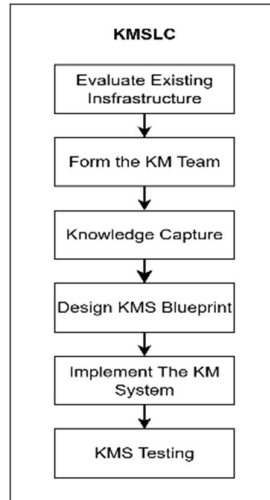 KMSLC
Evaluate Existing
Insfrastructure
Form the KM Team
Knowledge Capture
Design KMS Blueprint
Implement The KM
System
KMS Testing